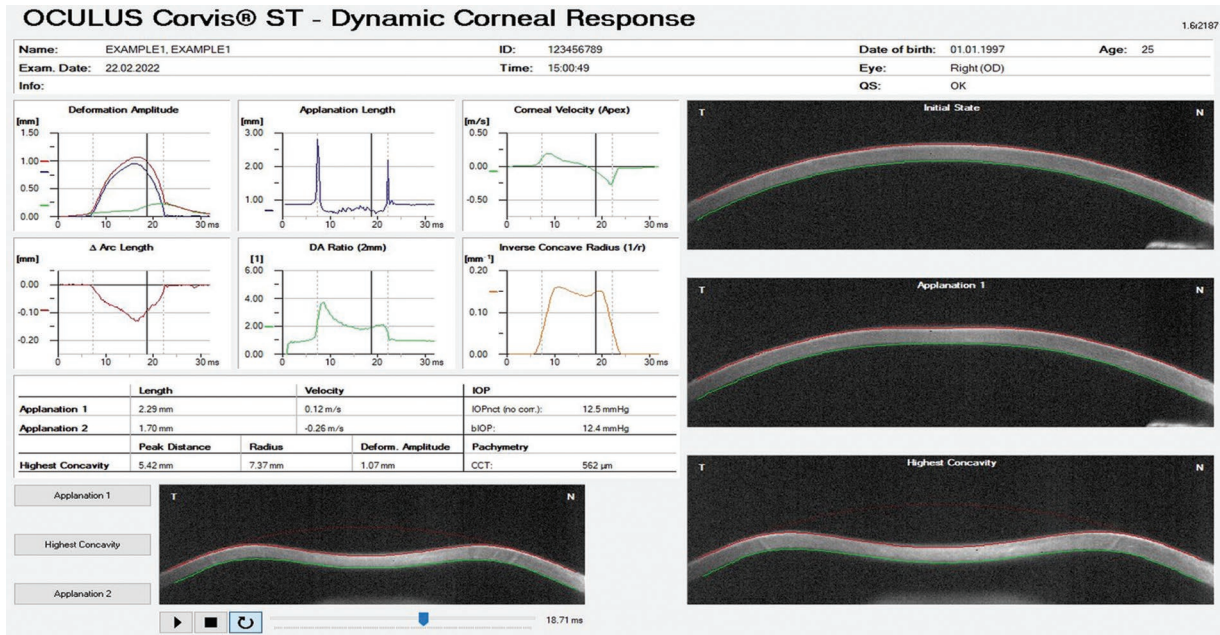 OCULUS Corvis® ST - Dynamic Corneal Response
1.6r2187
Name: EXAMPLE1, EXAMPLE1 ID: 123456789 Date of birth: 01.01.1997 Age: 25
Exam. Date: 22.02.2022 Time: 15:00:49 Eye: Right (OD)
Info: QS: OK
Deformation Amplitude
[mm]
1.50
1.00
0.50
0.00
0 10 20 30 ms
Applanation Length
[mm]
3.00
2.00
1.00
0 10 20 30 ms
Corneal Velocity (Apex)
[m/s]
0.50
0.00
-0.50
0 10 20 30 ms
Δ Arc Length
[mm]
0.00
-0.10
-0.20
0 10 20 30 ms
DA Ratio (2mm)
[1]
6.00
4.00
2.00
0.00
0 10 20 30 ms
Inverse Concave Radius (1/r)
[mm⁻¹]
0.20
0.10
0.00
0 10 20 30 ms
Length Velocity IOP
Applanation 1 2.29 mm 0.12 m/s IOPnct (no corr.): 12.5 mmHg
Applanation 2 1.70 mm -0.26 m/s bIOP: 12.4 mmHg
Peak Distance Radius Deform. Amplitude Pachymetry
Highest Concavity 5.42 mm 7.37 mm 1.07 mm CCT: 562 µm
Applanation 1
Highest Concavity
Applanation 2
T N
18.71 ms
T Initial State N
T Applanation 1 N
T Highest Concavity N